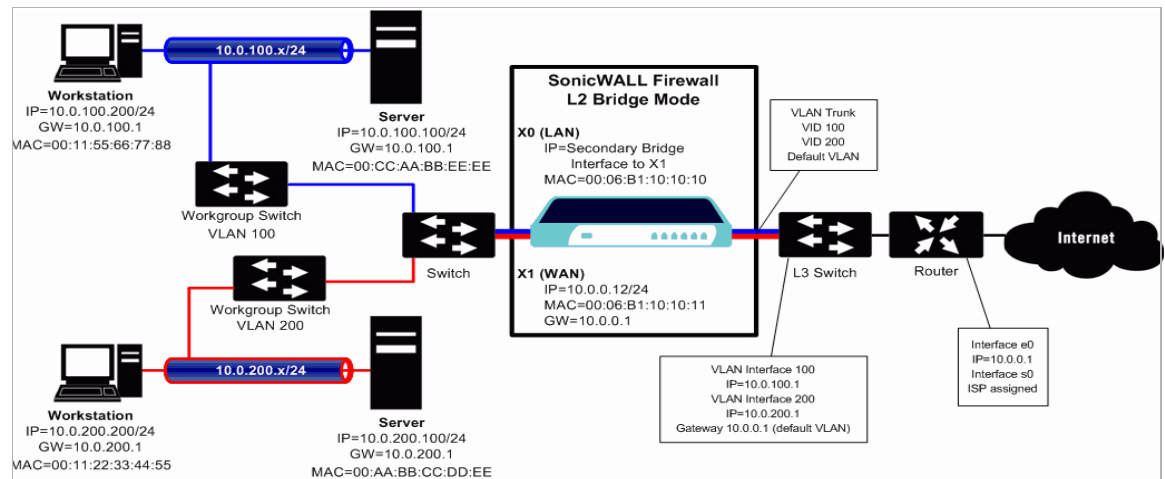 10.0.100.x/24
Workstation
IP=10.0.100.200/24
GW=10.0.100.1
MAC=00:11:55:66:77:88
Server
IP=10.0.100.100/24
GW=10.0.100.1
MAC=00:CC:AA:BB:EE:EE
Workgroup Switch
VLAN 100
Switch
Workgroup Switch
VLAN 200
10.0.200.x/24
Workstation
IP=10.0.200.200/24
GW=10.0.200.1
MAC=00:11:22:33:44:55
Server
IP=10.0.200.100/24
GW=10.0.200.1
MAC=00:AA:BB:CC:DD:EE
SonicWALL Firewall
L2 Bridge Mode
X0 (LAN)
IP=Secondary Bridge
Interface to X1
MAC=00:06:B1:10:10:10
X1 (WAN)
IP=10.0.0.12/24
MAC=00:06:B1:10:10:11
GW=10.0.0.1
VLAN Trunk
VID 100
VID 200
Default VLAN
L3 Switch
Router
Internet
VLAN Interface 100
IP=10.0.100.1
VLAN Interface 200
IP=10.0.200.1
Gateway 10.0.0.1 (default VLAN)
Interface e0
IP=10.0.0.1
Interface s0
ISP assigned